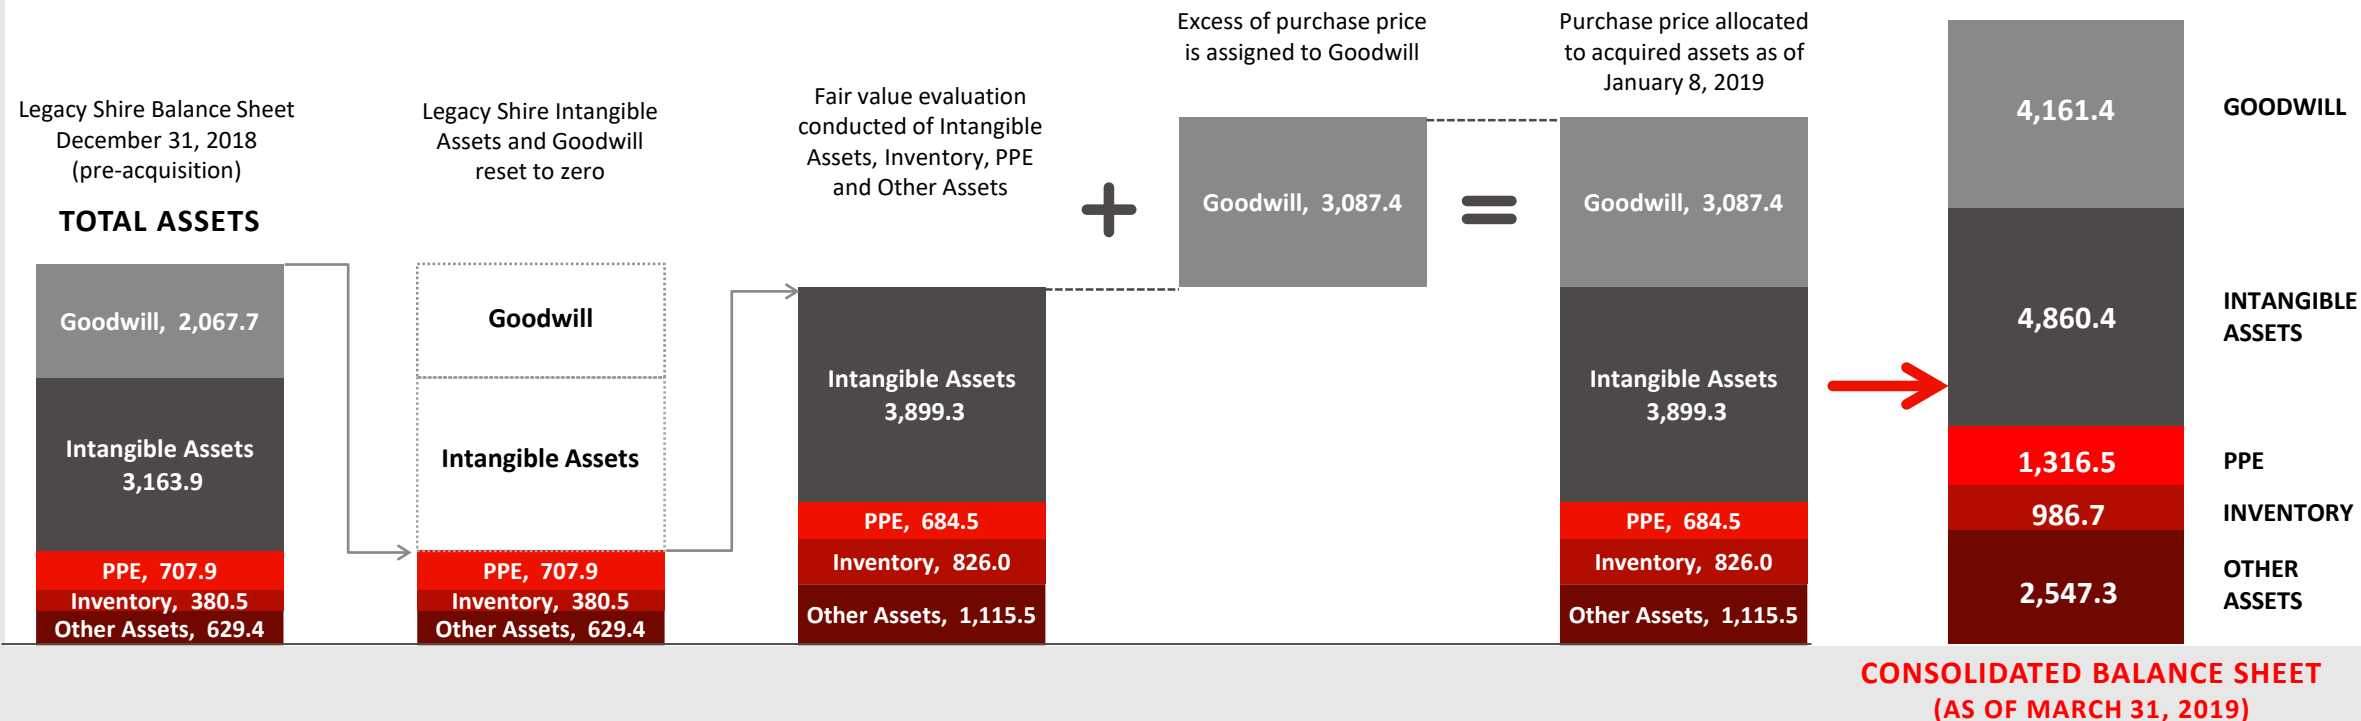 Legacy Shire Balance Sheet
December 31, 2018
(pre-acquisition)
TOTAL ASSETS
Goodwill, 2,067.7
Intangible Assets
3,163.9
PPE, 707.9
Inventory, 380.5
Other Assets, 629.4
Legacy Shire Intangible
Assets and Goodwill
reset to zero
Goodwill
Intangible Assets
PPE, 707.9
Inventory, 380.5
Other Assets, 629.4
Fair value evaluation
conducted of Intangible
Assets, Inventory, PPE
and Other Assets
Intangible Assets
3,899.3
PPE, 684.5
Inventory, 826.0
Other Assets, 1,115.5
+
Excess of purchase price
is assigned to Goodwill
Goodwill, 3,087.4
=
Purchase price allocated
to acquired assets as of
January 8, 2019
Goodwill, 3,087.4
Intangible Assets
3,899.3
PPE, 684.5
Inventory, 826.0
Other Assets, 1,115.5
4,161.4
GOODWILL
4,860.4
INTANGIBLE
ASSETS
1,316.5
PPE
986.7
INVENTORY
2,547.3
OTHER
ASSETS
CONSOLIDATED BALANCE SHEET
(AS OF MARCH 31, 2019)